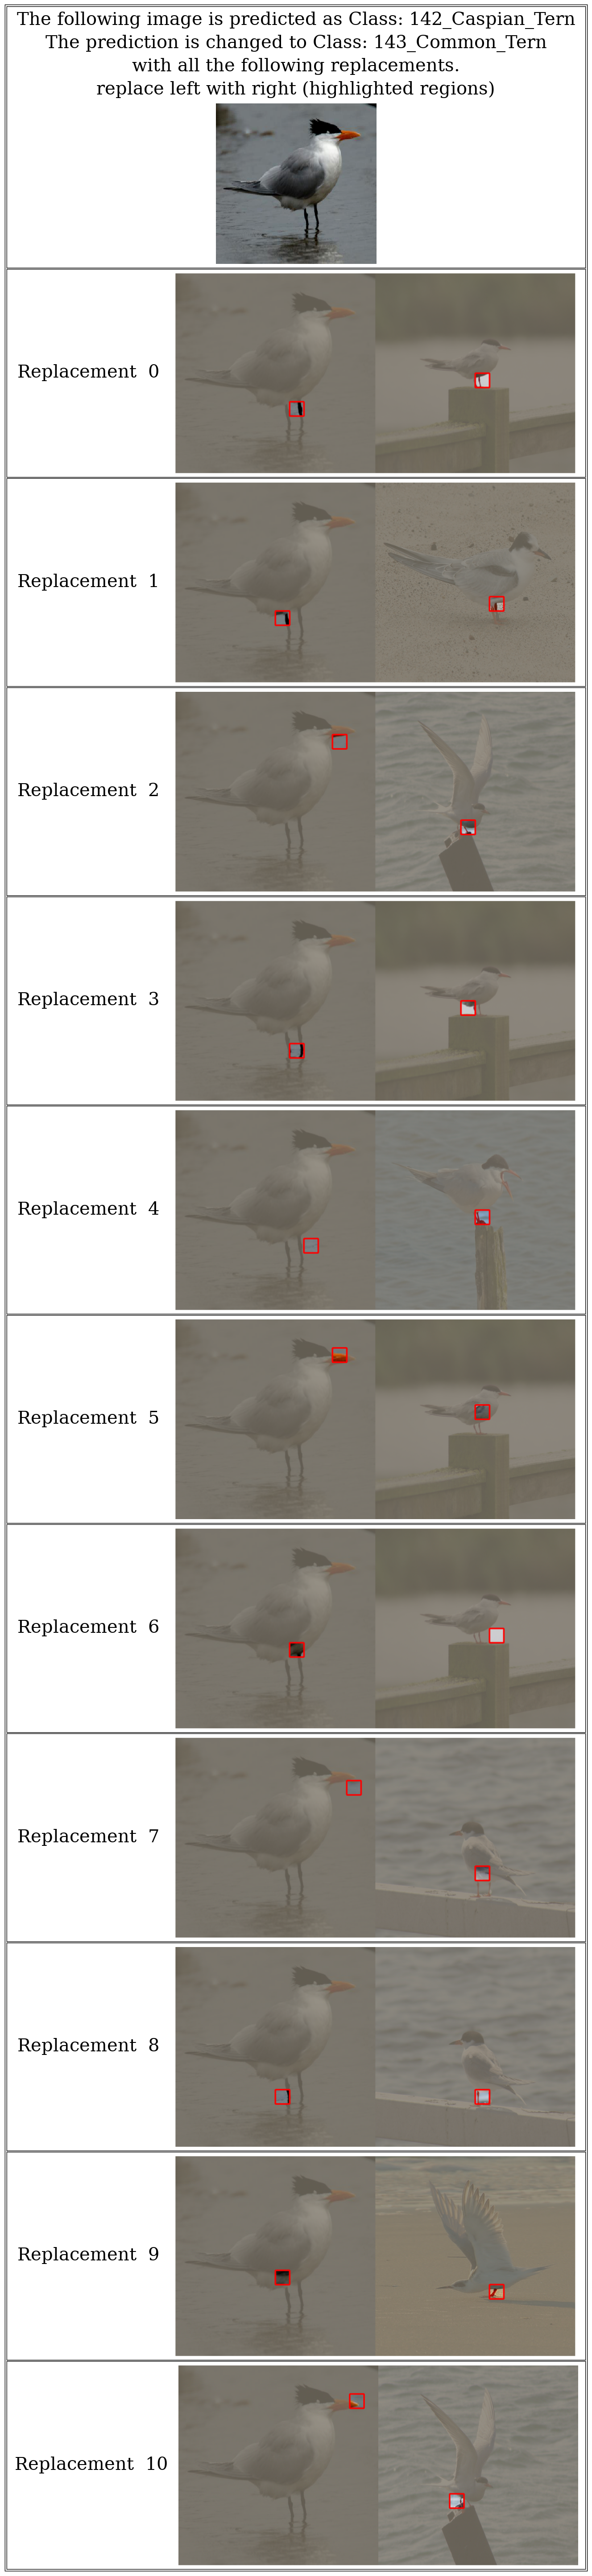 The following image is predicted as Class: 142_Caspian_Tern
The prediction is changed to Class: 143_Common_Tern
with all the following replacements.
replace left with right (highlighted regions)
Replacement 0
Replacement 1
Replacement 2
Replacement 3
Replacement 4
Replacement 5
Replacement 6
Replacement 7
Replacement 8
Replacement 9
Replacement 10